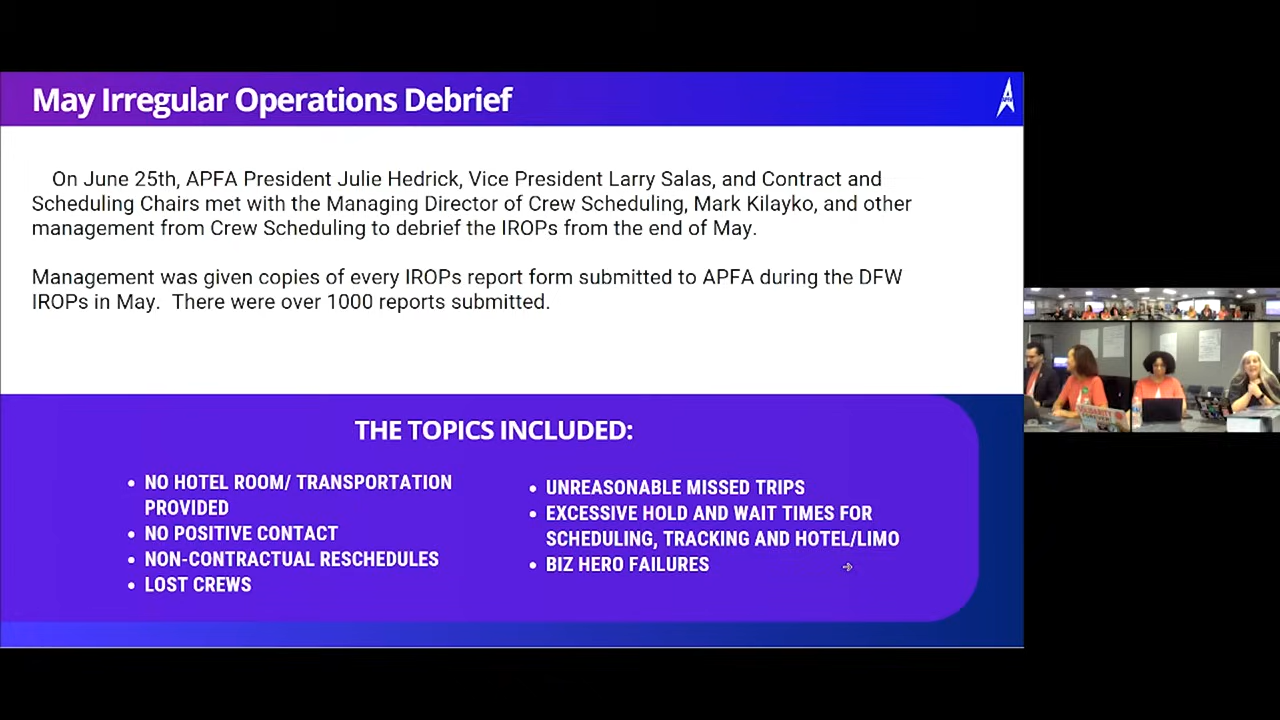 May Irregular Operations Debrief
On June 25th, APFA President Julie Hedrick, Vice President Larry Salas, and Contract and
Scheduling Chairs met with the Managing Director of Crew Scheduling, Mark Kilayko, and other
management from Crew Scheduling to debrief the IROPs from the end of May.
Management was given copies of every IROPs report form submitted to APFA during the DFW
IROPs in May.  There were over 1000 reports submitted.
THE TOPICS INCLUDED:
• NO HOTEL ROOM/ TRANSPORTATION
PROVIDED
• NO POSITIVE CONTACT
• NON-CONTRACTUAL RESCHEDULES
• LOST CREWS
• UNREASONABLE MISSED TRIPS
• EXCESSIVE HOLD AND WAIT TIMES FOR
SCHEDULING, TRACKING AND HOTEL/LIMO
• BIZ HERO FAILURES
SOLIDARITY
FOREVER